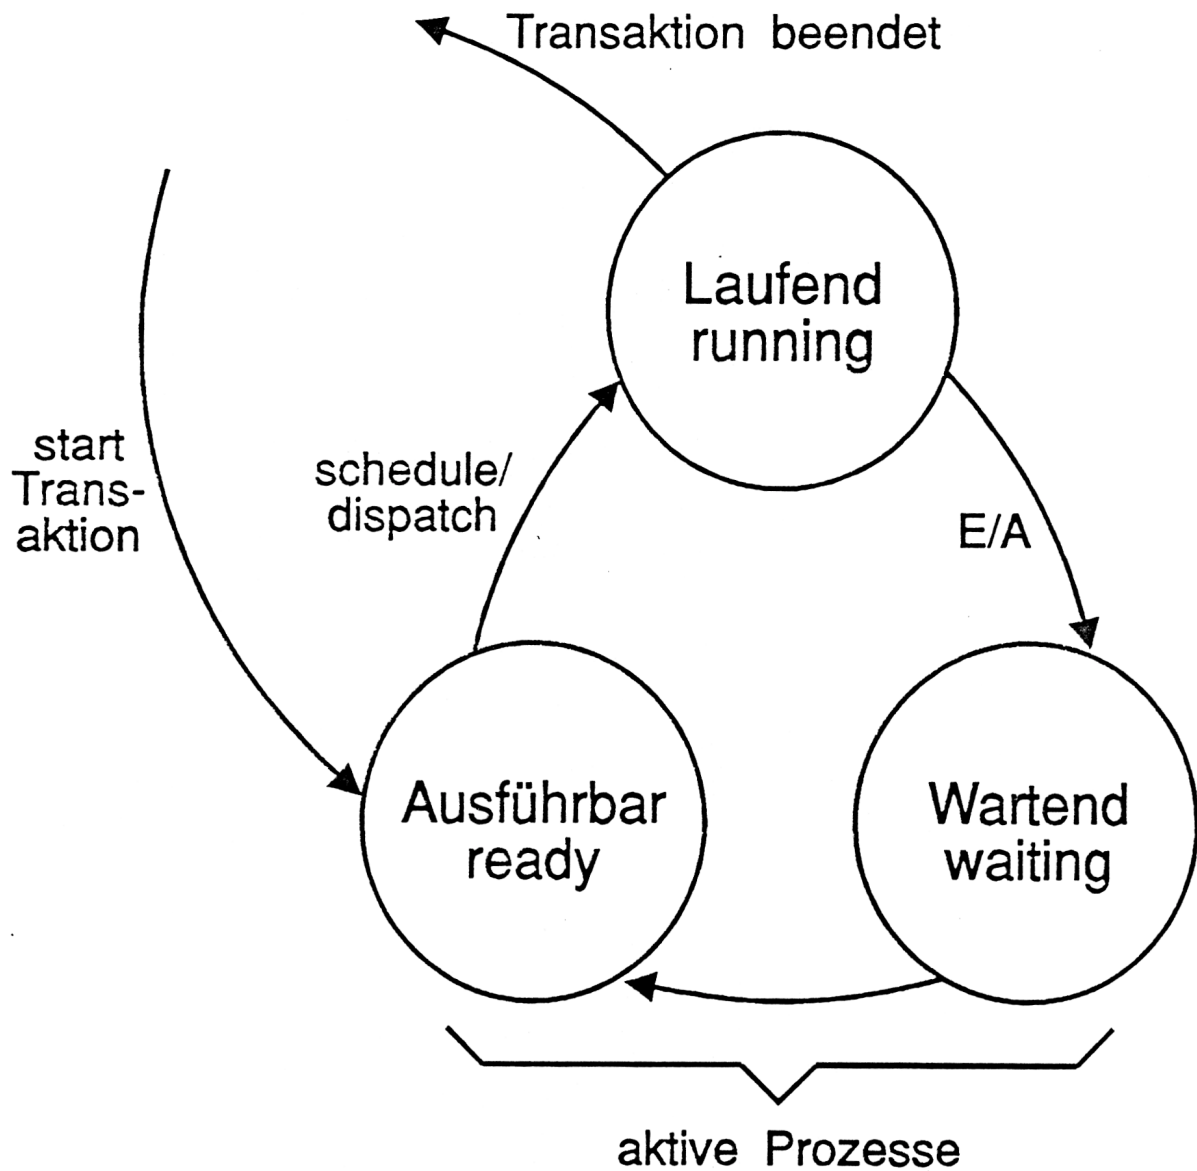 Transaktion beendet
Laufend
running
start
Trans-
aktion
schedule/
dispatch
E/A
Ausführbar
ready
Wartend
waiting
aktive Prozesse